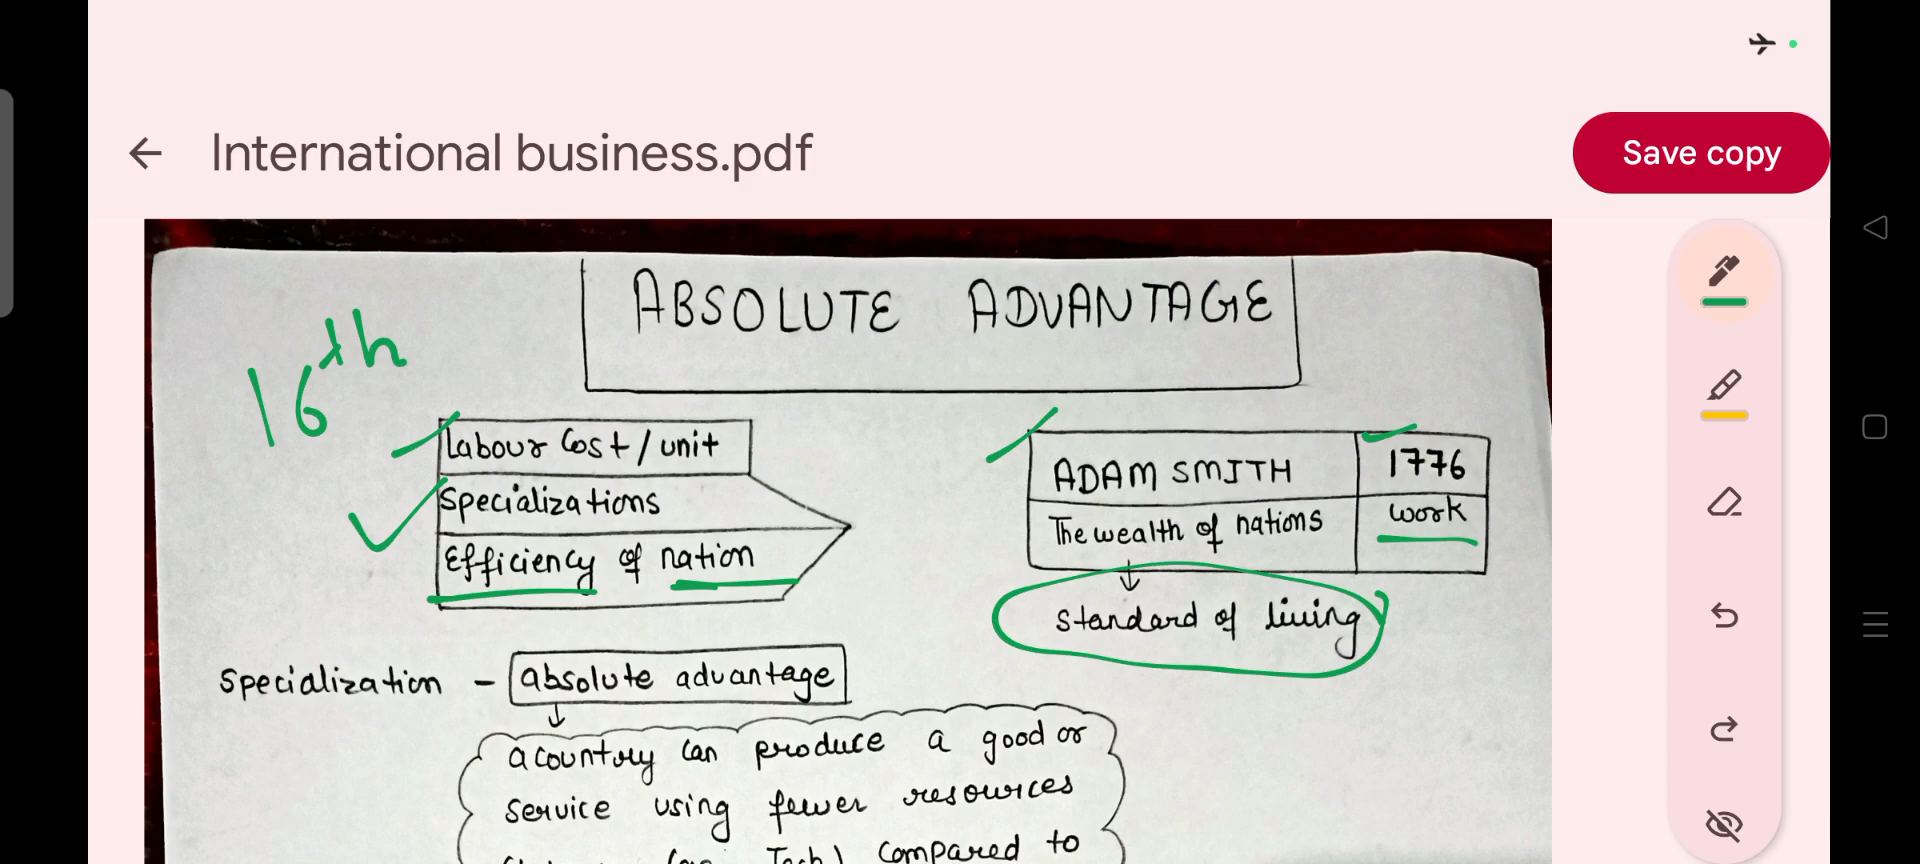 International business.pdf
Save copy
ABSOLUTE ADVANTAGE
16th
Labour Cost / unit
Specializations
Efficiency of nation
ADAM SMITH 1776
The wealth of nations work
standard of living
Specialization - absolute advantage
a country can produce a good or
service using fewer resources
Tech) compared to